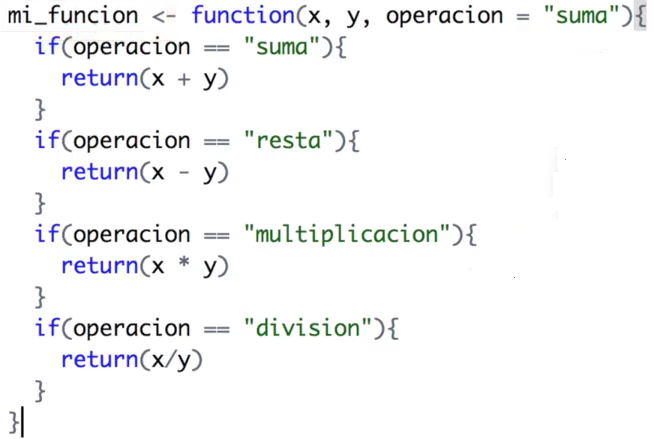 mi_funcion <- function(x, y, operacion = "suma"){
  if(operacion == "suma"){
    return(x + y)
  }
  if(operacion == "resta"){
    return(x - y)
  }
  if(operacion == "multiplicacion"){
    return(x * y)
  }
  if(operacion == "division"){
    return(x/y)
  }
}